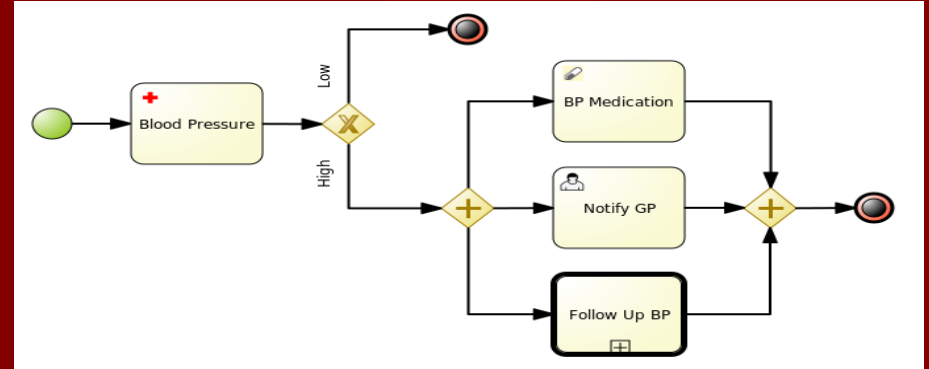 Low
Blood Pressure
High
BP Medication
Notify GP
Follow Up BP